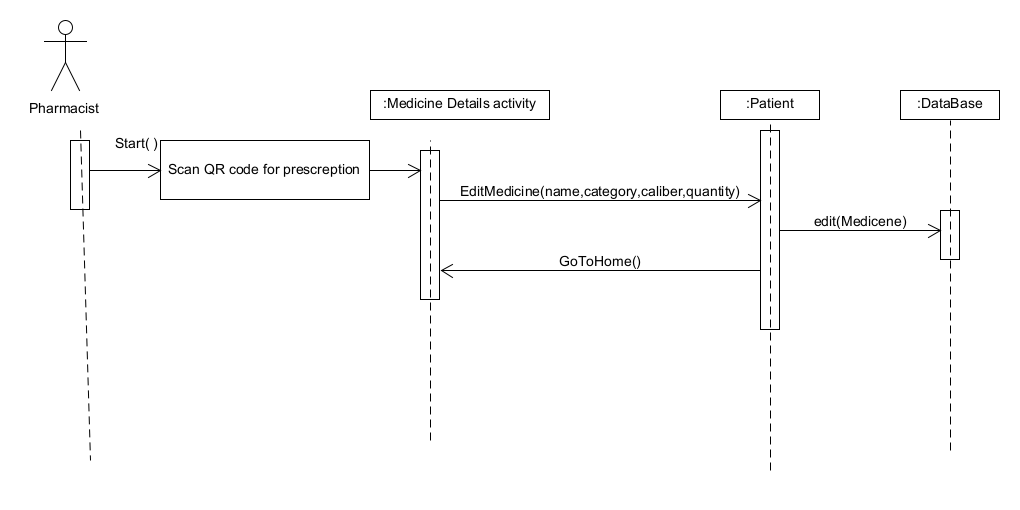 Pharmacist
:Medicine Details activity
:Patient
:DataBase
Start( )
Scan QR code for prescreption
EditMedicine(name,category,caliber,quantity)
edit(Medicene)
GoToHome()